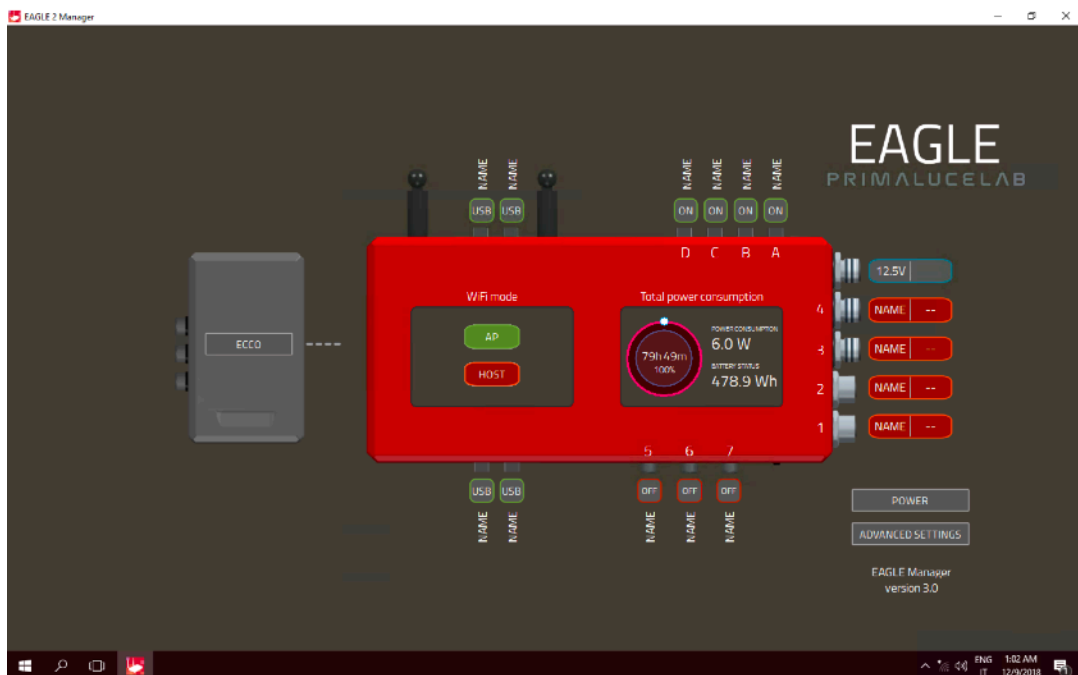 EAGLE 2 Manager
EAGLE
PRIMALUCELAB
NAME NAME NAME NAME NAME NAME
USB USB ON ON ON ON
D C B A
12.5V
WiFi mode Total power consumption
4 NAME --
AP
POWER CONSUMPTION
6.0 W
HOST
79h 49m
100%
BATTERY STATUS
478.9 Wh
ECCO
3 NAME --
2 NAME --
1 NAME --
5 6 7
USB USB OFF OFF OFF
NAME NAME NAME NAME NAME
POWER
ADVANCED SETTINGS
EAGLE Manager
version 3.0
ENG 1:02 AM
IT 12/9/2018